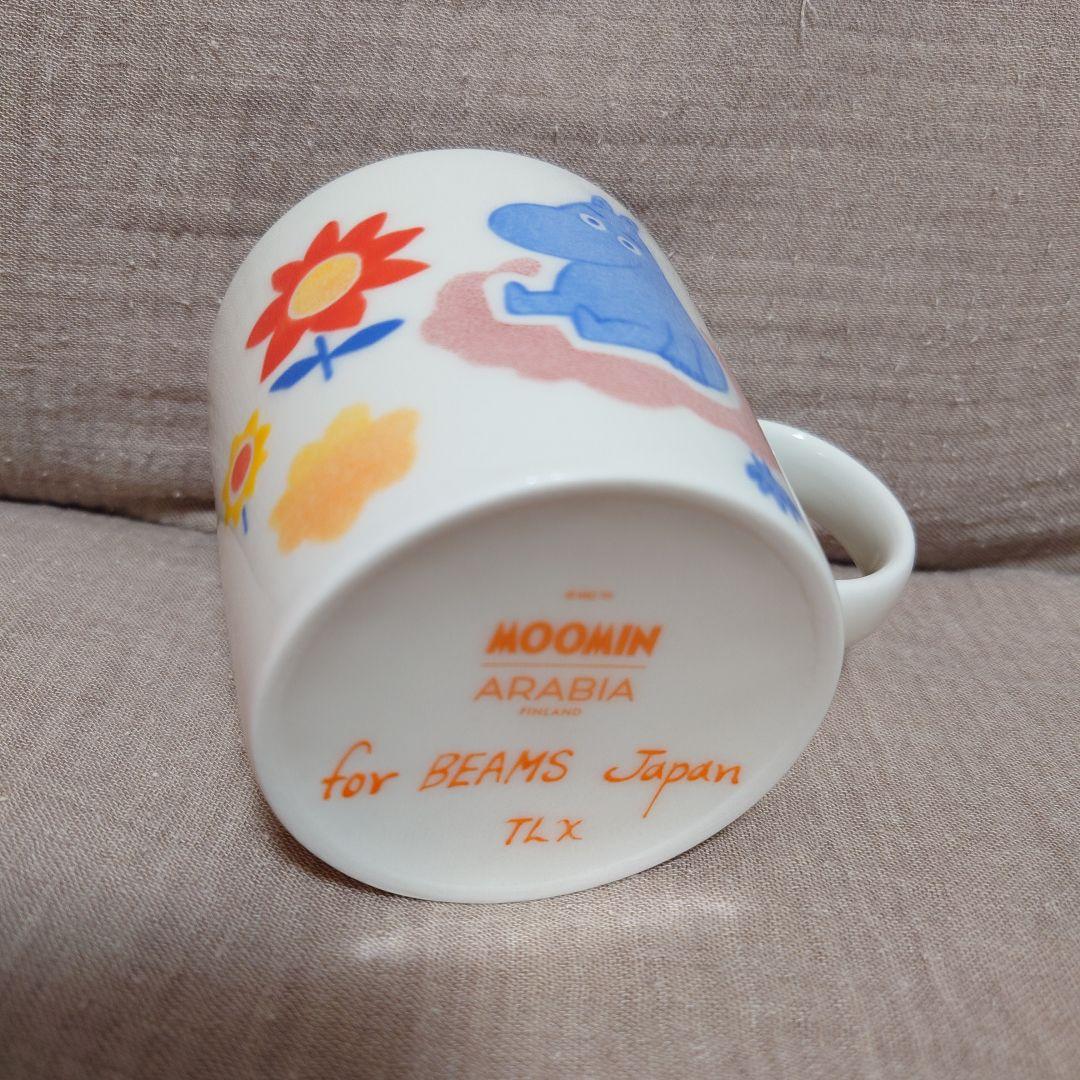 MOOMIN
ARABIA
FINLAND
for BEAMS Japan
TLX